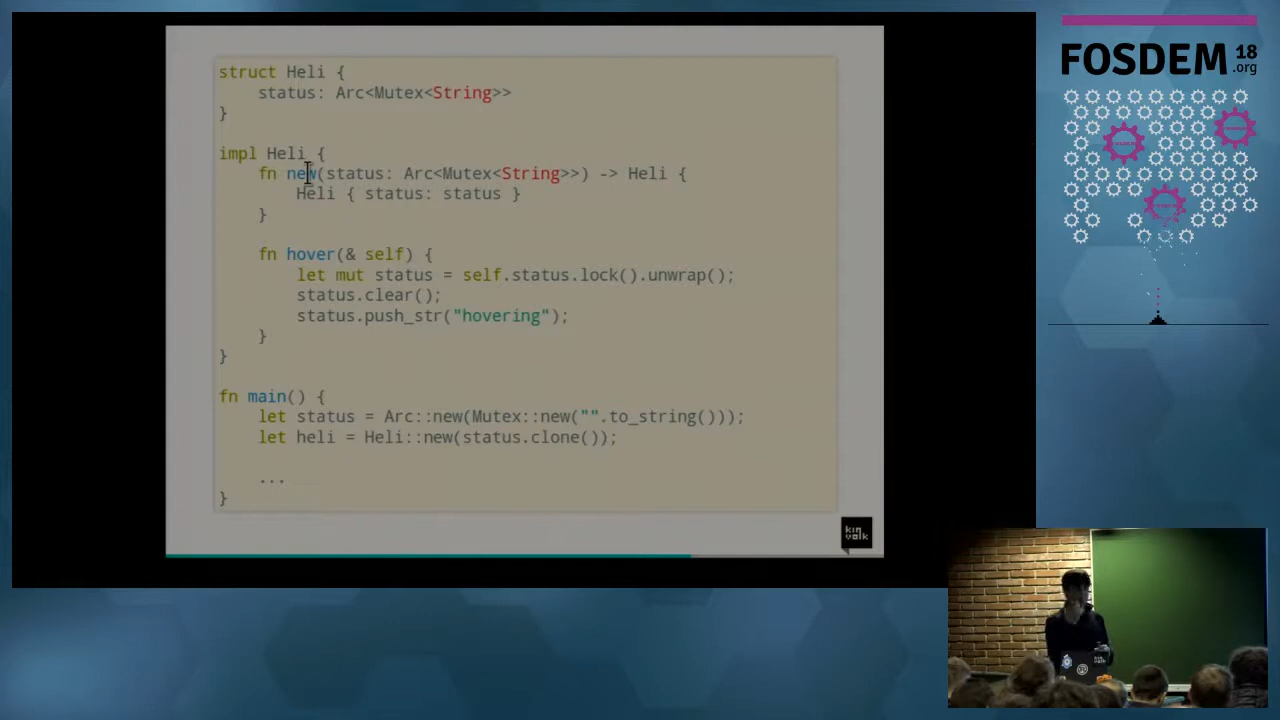 struct Heli {
    status: Arc<Mutex<String>>
}
impl Heli {
    fn new(status: Arc<Mutex<String>>) -> Heli {
        Heli { status: status }
    }
    fn hover(& self) {
        let mut status = self.status.lock().unwrap();
        status.clear();
        status.push_str("hovering");
    }
}
fn main() {
    let status = Arc::new(Mutex::new("".to_string()));
    let heli = Heli::new(status.clone());
    ...
}
kin
volk
FOSDEM 18
.org